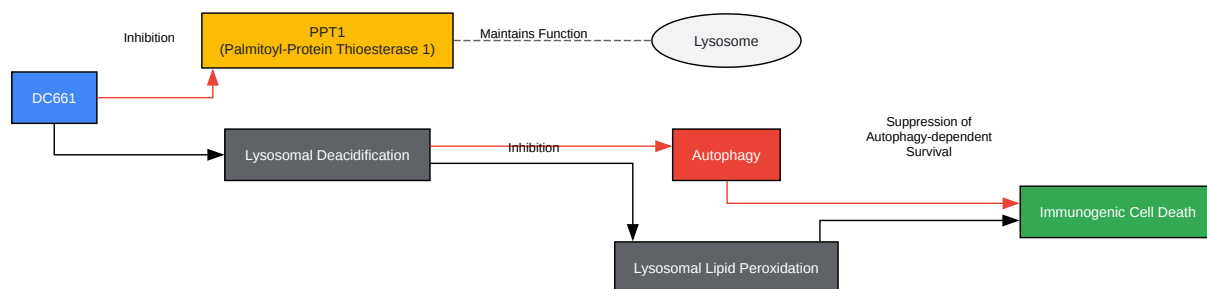 Inhibition
PPT1
(Palmitoyl-Protein Thioesterase 1)
Maintains Function
Lysosome
DC661
Lysosomal Deacidification
Inhibition
Autophagy
Suppression of
Autophagy-dependent
Survival
Immunogenic Cell Death
Lysosomal Lipid Peroxidation